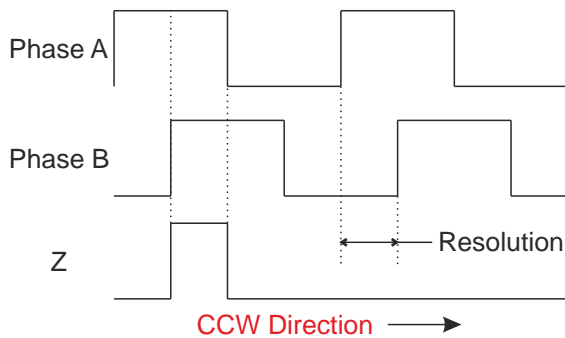 Phase A
Phase B
Resolution
Z
CCW Direction